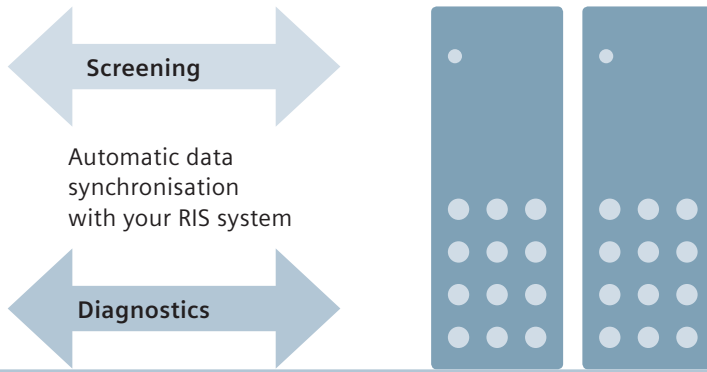 Screening
Automatic data
synchronisation
with your RIS system
Diagnostics